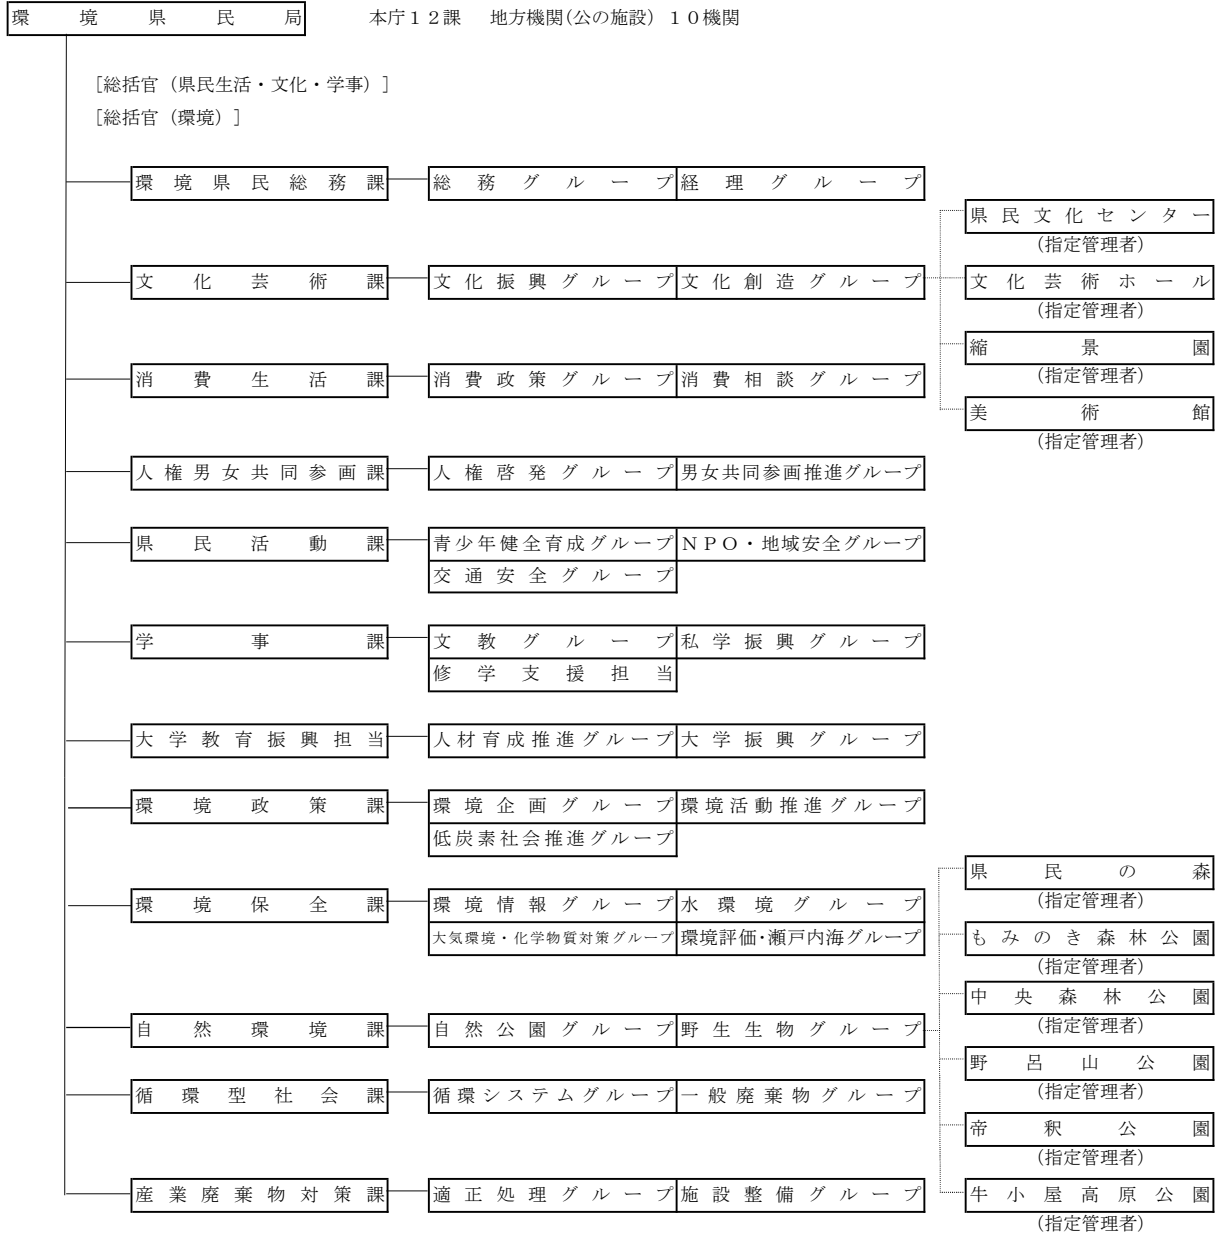 環境県民局 本庁１２課 地方機関(公の施設) １０機関
［総括官（県民生活・文化・学事）］
［総括官（環境）］
環境県民総務課 総務グループ 経理グループ
県民文化センター
(指定管理者)
文化芸術課 文化振興グループ 文化創造グループ 文化芸術ホール
(指定管理者)
縮景園
(指定管理者)
消費生活課 消費政策グループ 消費相談グループ
美術館
(指定管理者)
人権男女共同参画課 人権啓発グループ 男女共同参画推進グループ
県民活動課 青少年健全育成グループ ＮＰＯ・地域安全グループ
交通安全グループ
学事課 文教グループ 私学振興グループ
修学支援担当
大学教育振興担当 人材育成推進グループ 大学振興グループ
環境政策課 環境企画グループ 環境活動推進グループ
低炭素社会推進グループ
県民の森
(指定管理者)
環境保全課 環境情報グループ 水環境グループ
大気環境・化学物質対策グループ 環境評価・瀬戸内海グループ もみのき森林公園
(指定管理者)
中央森林公園
(指定管理者)
自然環境課 自然公園グループ 野生生物グループ
野呂山公園
(指定管理者)
循環型社会課 循環システムグループ 一般廃棄物グループ
帝釈公園
(指定管理者)
産業廃棄物対策課 適正処理グループ 施設整備グループ 牛小屋高原公園
(指定管理者)